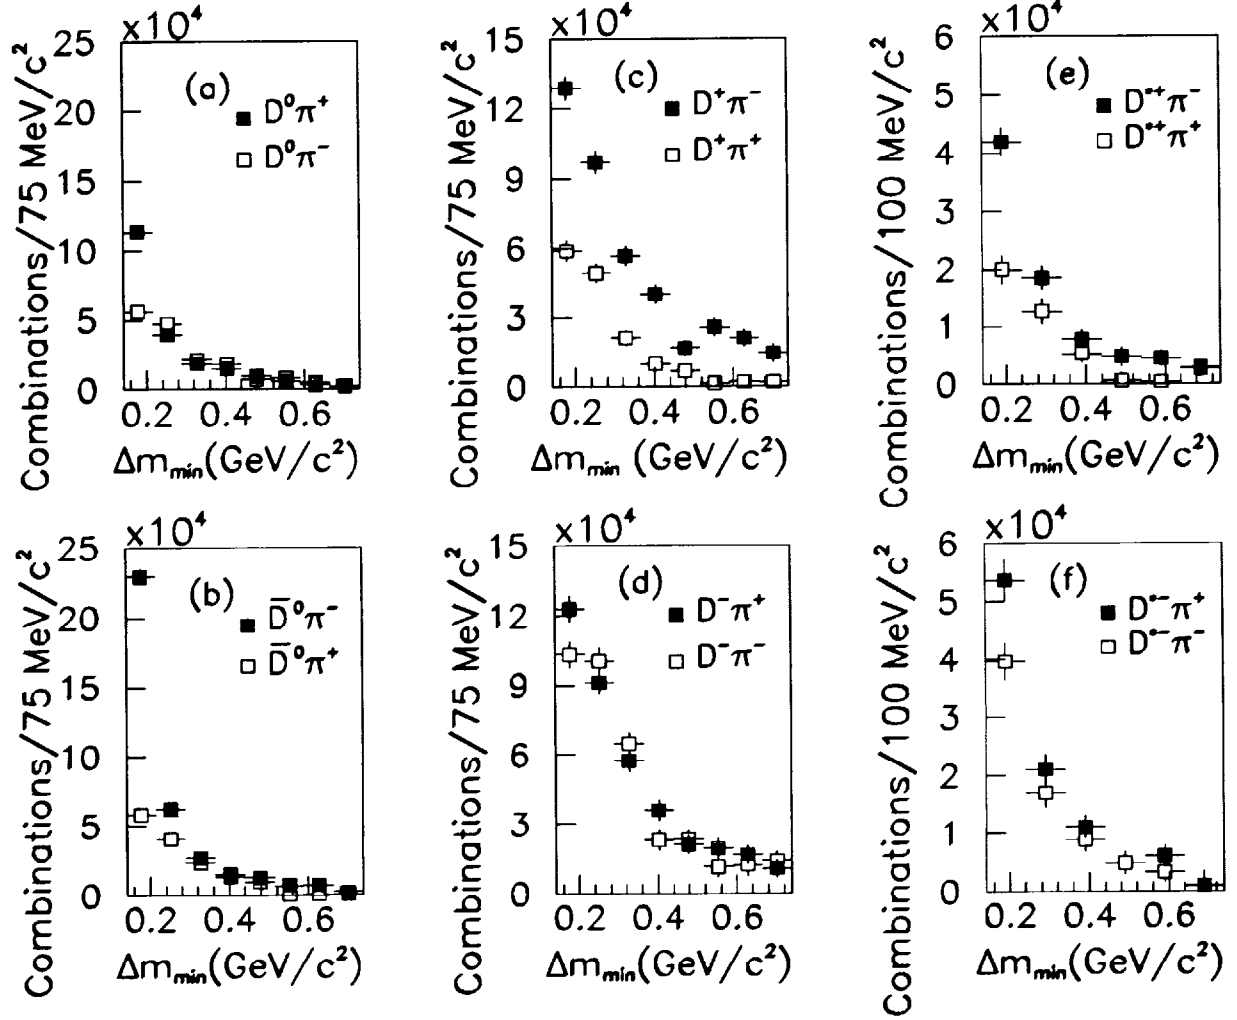 x10⁴
Combinations/75 MeV/c²
25
20
15
10
5
0
(a)
D⁰π⁺
D⁰π⁻
0.2 0.4 0.6
Δm_min(GeV/c²)
x10⁴
Combinations/75 MeV/c²
15
12
9
6
3
0
(c)
D⁺π⁻
D⁺π⁺
0.2 0.4 0.6
Δm_min (GeV/c²)
x10⁴
Combinations/100 MeV/c²
6
5
4
3
2
1
0
(e)
D*⁺π⁻
D*⁺π⁺
0.2 0.4 0.6
Δm_min(GeV/c²)
x10⁴
Combinations/75 MeV/c²
25
20
15
10
5
0
(b)
D̅⁰π⁻
D̅⁰π⁺
0.2 0.4 0.6
Δm_min(GeV/c²)
x10⁴
Combinations/75 MeV/c²
15
12
9
6
3
0
(d)
D⁻π⁺
D⁻π⁻
0.2 0.4 0.6
Δm_min(GeV/c²)
x10⁴
Combinations/100 MeV/c²
6
5
4
3
2
1
0
(f)
D*⁻π⁺
D*⁻π⁻
0.2 0.4 0.6
Δm_min(GeV/c²)